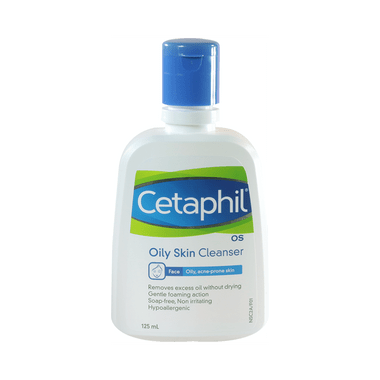 Cetaphil
OS
Oily Skin Cleanser
Face Oily, acne-prone skin
Removes excess oil without drying
Gentle foaming action
Soap-free, Non irritating
Hypoallergenic
125 mL